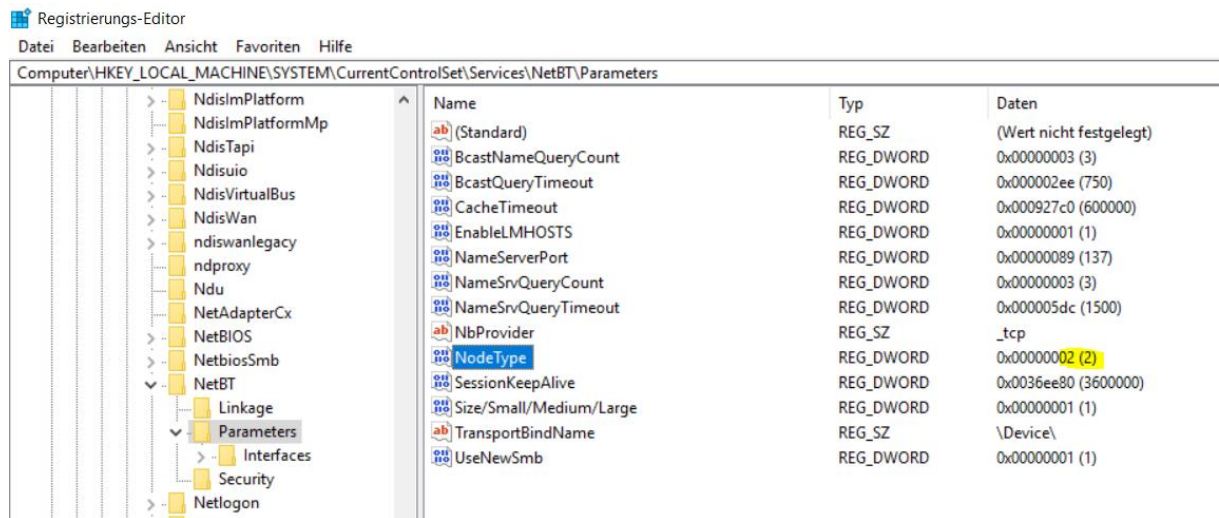 Registrierungs-Editor
Datei Bearbeiten Ansicht Favoriten Hilfe
Computer\HKEY_LOCAL_MACHINE\SYSTEM\CurrentControlSet\Services\NetBT\Parameters
NdisImPlatform
NdisImPlatformMp
NdisTapi
Ndisuio
NdisVirtualBus
NdisWan
ndiswanlegacy
ndproxy
Ndu
NetAdapterCx
NetBIOS
NetbiosSmb
NetBT
Linkage
Parameters
Interfaces
Security
Netlogon
Name Typ Daten
(Standard) REG_SZ (Wert nicht festgelegt)
BcastNameQueryCount REG_DWORD 0x00000003 (3)
BcastQueryTimeout REG_DWORD 0x000002ee (750)
CacheTimeout REG_DWORD 0x000927c0 (600000)
EnableLMHOSTS REG_DWORD 0x00000001 (1)
NameServerPort REG_DWORD 0x00000089 (137)
NameSrvQueryCount REG_DWORD 0x00000003 (3)
NameSrvQueryTimeout REG_DWORD 0x000005dc (1500)
NbProvider REG_SZ _tcp
NodeType REG_DWORD 0x00000002 (2)
SessionKeepAlive REG_DWORD 0x0036ee80 (3600000)
Size/Small/Medium/Large REG_DWORD 0x00000001 (1)
TransportBindName REG_SZ \Device\
UseNewSmb REG_DWORD 0x00000001 (1)